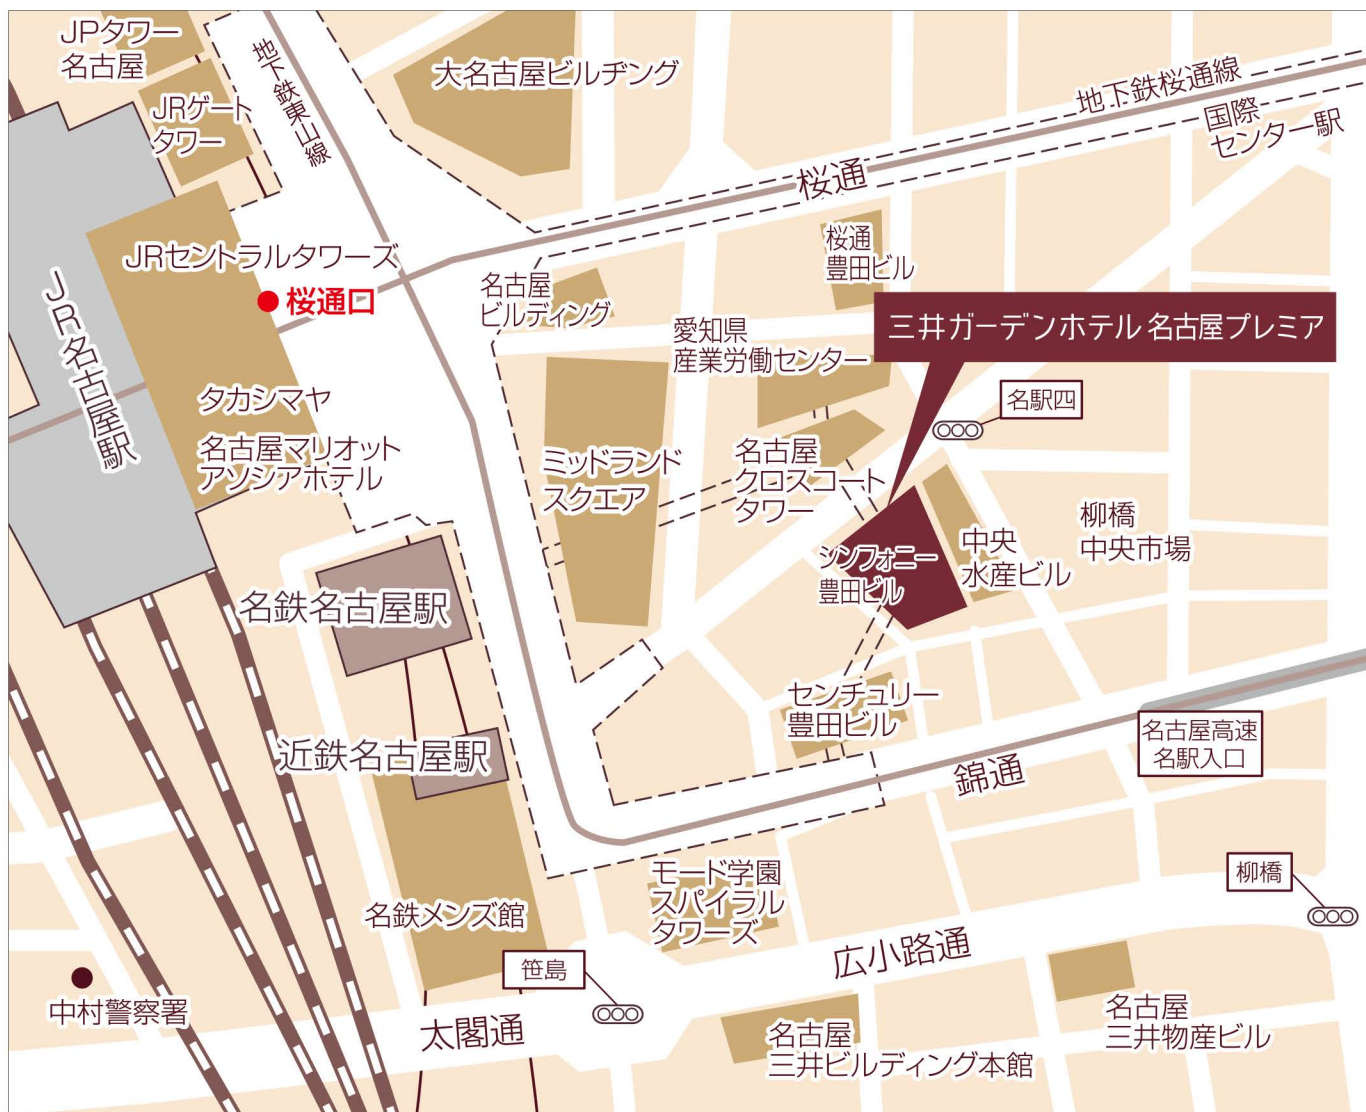 JPタワー
名古屋
JRゲート
タワー
地下鉄東山線
大名古屋ビルヂング
地下鉄桜通線
国際
センター駅
桜通
JRセントラルタワーズ
桜通口
JR名古屋駅
名古屋
ビルディング
桜通
豊田ビル
愛知県
産業労働センター
三井ガーデンホテル 名古屋プレミア
名駅四
タカシマヤ
名古屋マリオット
アソシアホテル
ミッドランド
スクエア
名古屋
クロスコート
タワー
シンフォニー
豊田ビル
中央
水産ビル
柳橋
中央市場
名鉄名古屋駅
近鉄名古屋駅
センチュリー
豊田ビル
名古屋高速
名駅入口
錦通
モード学園
スパイラル
タワーズ
柳橋
名鉄メンズ館
笹島
広小路通
中村警察署
太閤通
名古屋
三井ビルディング本館
名古屋
三井物産ビル